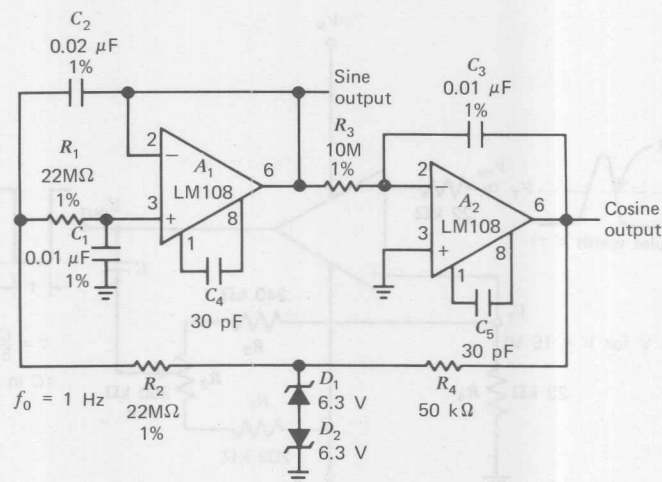 C₂
0.02 μF
1%
Sine
output
C₃
0.01 μF
1%
R₁
22MΩ
1%
2
A₁
6
LM108
3
8
1
R₃
10M
1%
2
A₂
6
LM108
3
8
1
Cosine
output
C₁
0.01 μF
1%
C₄
30 pF
C₅
30 pF
R₂
22MΩ
1%
D₁
6.3 V
D₂
6.3 V
R₄
50 kΩ
f₀ = 1 Hz